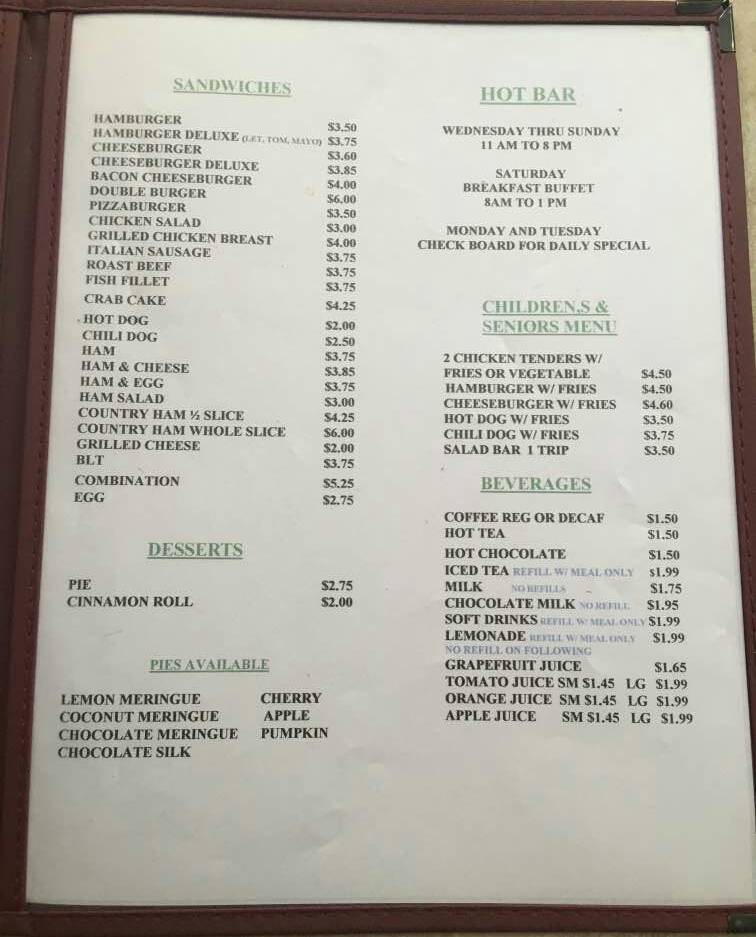 SANDWICHES
HAMBURGER $3.50
HAMBURGER DELUXE (LET, TOM, MAYO) $3.75
CHEESEBURGER $3.60
CHEESEBURGER DELUXE $3.85
BACON CHEESEBURGER $4.00
DOUBLE BURGER $6.00
PIZZABURGER $3.50
CHICKEN SALAD $3.00
GRILLED CHICKEN BREAST $4.00
ITALIAN SAUSAGE $3.75
ROAST BEEF $3.75
FISH FILLET $3.75
CRAB CAKE $4.25
HOT DOG $2.00
CHILI DOG $2.50
HAM $3.75
HAM & CHEESE $3.85
HAM & EGG $3.75
HAM SALAD $3.00
COUNTRY HAM ½ SLICE $4.25
COUNTRY HAM WHOLE SLICE $6.00
GRILLED CHEESE $2.00
BLT $3.75
COMBINATION $5.25
EGG $2.75
DESSERTS
PIE $2.75
CINNAMON ROLL $2.00
PIES AVAILABLE
LEMON MERINGUE CHERRY
COCONUT MERINGUE APPLE
CHOCOLATE MERINGUE PUMPKIN
CHOCOLATE SILK
HOT BAR
WEDNESDAY THRU SUNDAY
11 AM TO 8 PM
SATURDAY
BREAKFAST BUFFET
8AM TO 1 PM
MONDAY AND TUESDAY
CHECK BOARD FOR DAILY SPECIAL
CHILDREN,S &
SENIORS MENU
2 CHICKEN TENDERS W/
FRIES OR VEGETABLE $4.50
HAMBURGER W/ FRIES $4.50
CHEESEBURGER W/ FRIES $4.60
HOT DOG W/ FRIES $3.50
CHILI DOG W/ FRIES $3.75
SALAD BAR 1 TRIP $3.50
BEVERAGES
COFFEE REG OR DECAF $1.50
HOT TEA $1.50
HOT CHOCOLATE $1.50
ICED TEA REFILL W/ MEAL ONLY $1.99
MILK NO REFILLS $1.75
CHOCOLATE MILK NO REFILL $1.95
SOFT DRINKS REFILL W/ MEAL ONLY $1.99
LEMONADE REFILL W/ MEAL ONLY $1.99
NO REFILL ON FOLLOWING
GRAPEFRUIT JUICE $1.65
TOMATO JUICE SM $1.45 LG $1.99
ORANGE JUICE SM $1.45 LG $1.99
APPLE JUICE SM $1.45 LG $1.99